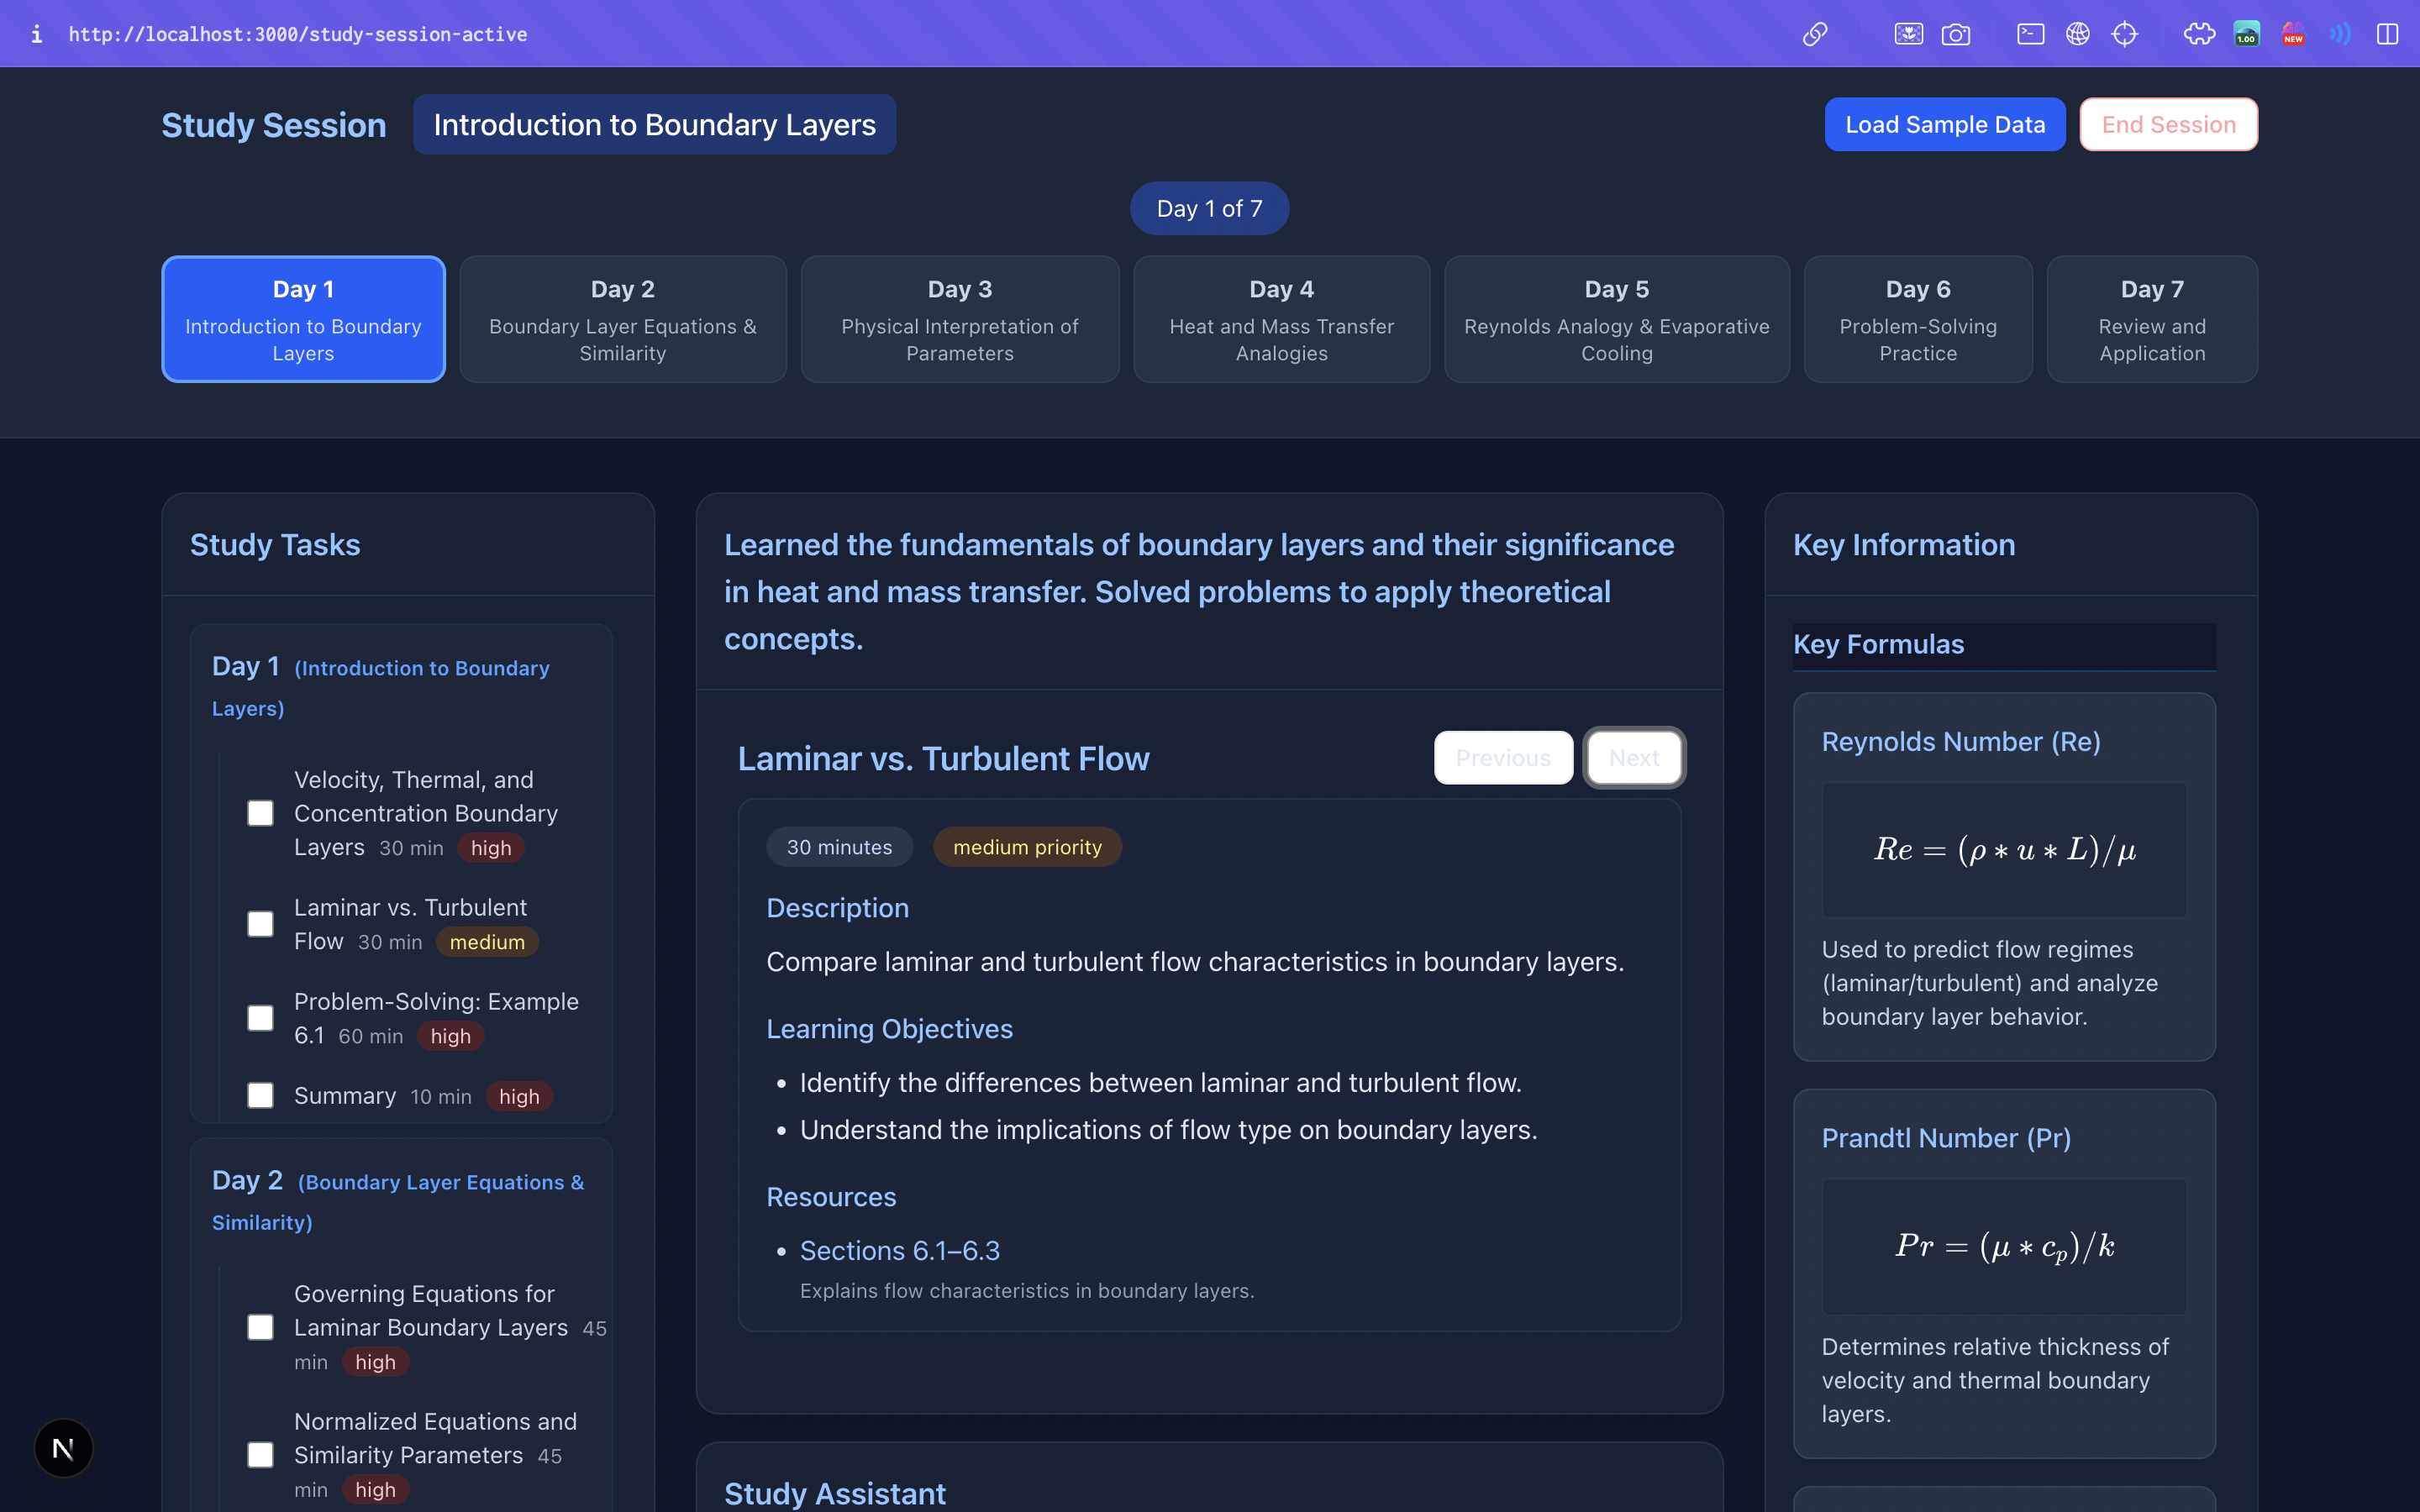 http://localhost:3000/study-session-active
1.00
NEW
Study Session
Introduction to Boundary Layers
Load Sample Data
End Session
Day 1 of 7
Day 1
Introduction to Boundary
Layers
Day 2
Boundary Layer Equations &
Similarity
Day 3
Physical Interpretation of
Parameters
Day 4
Heat and Mass Transfer
Analogies
Day 5
Reynolds Analogy & Evaporative
Cooling
Day 6
Problem-Solving
Practice
Day 7
Review and
Application
Study Tasks
Day 1 (Introduction to Boundary
Layers)
Velocity, Thermal, and
Concentration Boundary
Layers 30 min high
Laminar vs. Turbulent
Flow 30 min medium
Problem-Solving: Example
6.1 60 min high
Summary 10 min high
Day 2 (Boundary Layer Equations &
Similarity)
Governing Equations for
Laminar Boundary Layers 45
min high
Normalized Equations and
Similarity Parameters 45
min high
Learned the fundamentals of boundary layers and their significance
in heat and mass transfer. Solved problems to apply theoretical
concepts.
Laminar vs. Turbulent Flow
Previous
Next
30 minutes
medium priority
Description
Compare laminar and turbulent flow characteristics in boundary layers.
Learning Objectives
• Identify the differences between laminar and turbulent flow.
• Understand the implications of flow type on boundary layers.
Resources
• Sections 6.1–6.3
Explains flow characteristics in boundary layers.
Study Assistant
Key Information
Key Formulas
Reynolds Number (Re)
Re = (ρ * u * L)/μ
Used to predict flow regimes
(laminar/turbulent) and analyze
boundary layer behavior.
Prandtl Number (Pr)
Pr = (μ * c_p)/k
Determines relative thickness of
velocity and thermal boundary
layers.
N